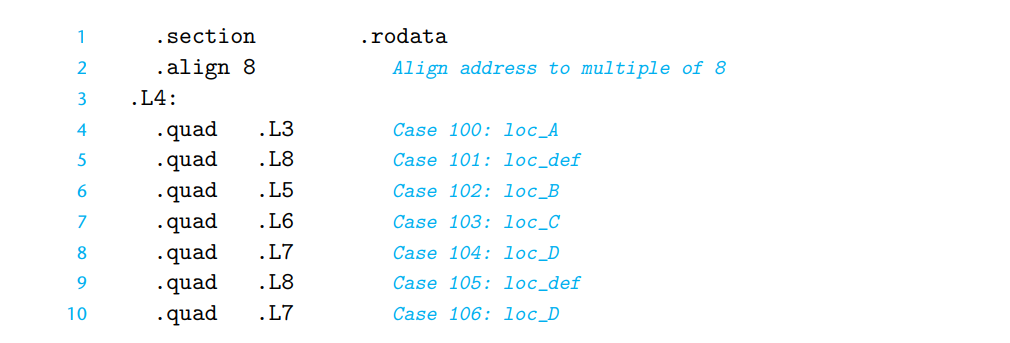 1 .section .rodata
2 .align 8 Align address to multiple of 8
3 .L4:
4 .quad .L3 Case 100: loc_A
5 .quad .L8 Case 101: loc_def
6 .quad .L5 Case 102: loc_B
7 .quad .L6 Case 103: loc_C
8 .quad .L7 Case 104: loc_D
9 .quad .L8 Case 105: loc_def
10 .quad .L7 Case 106: loc_D